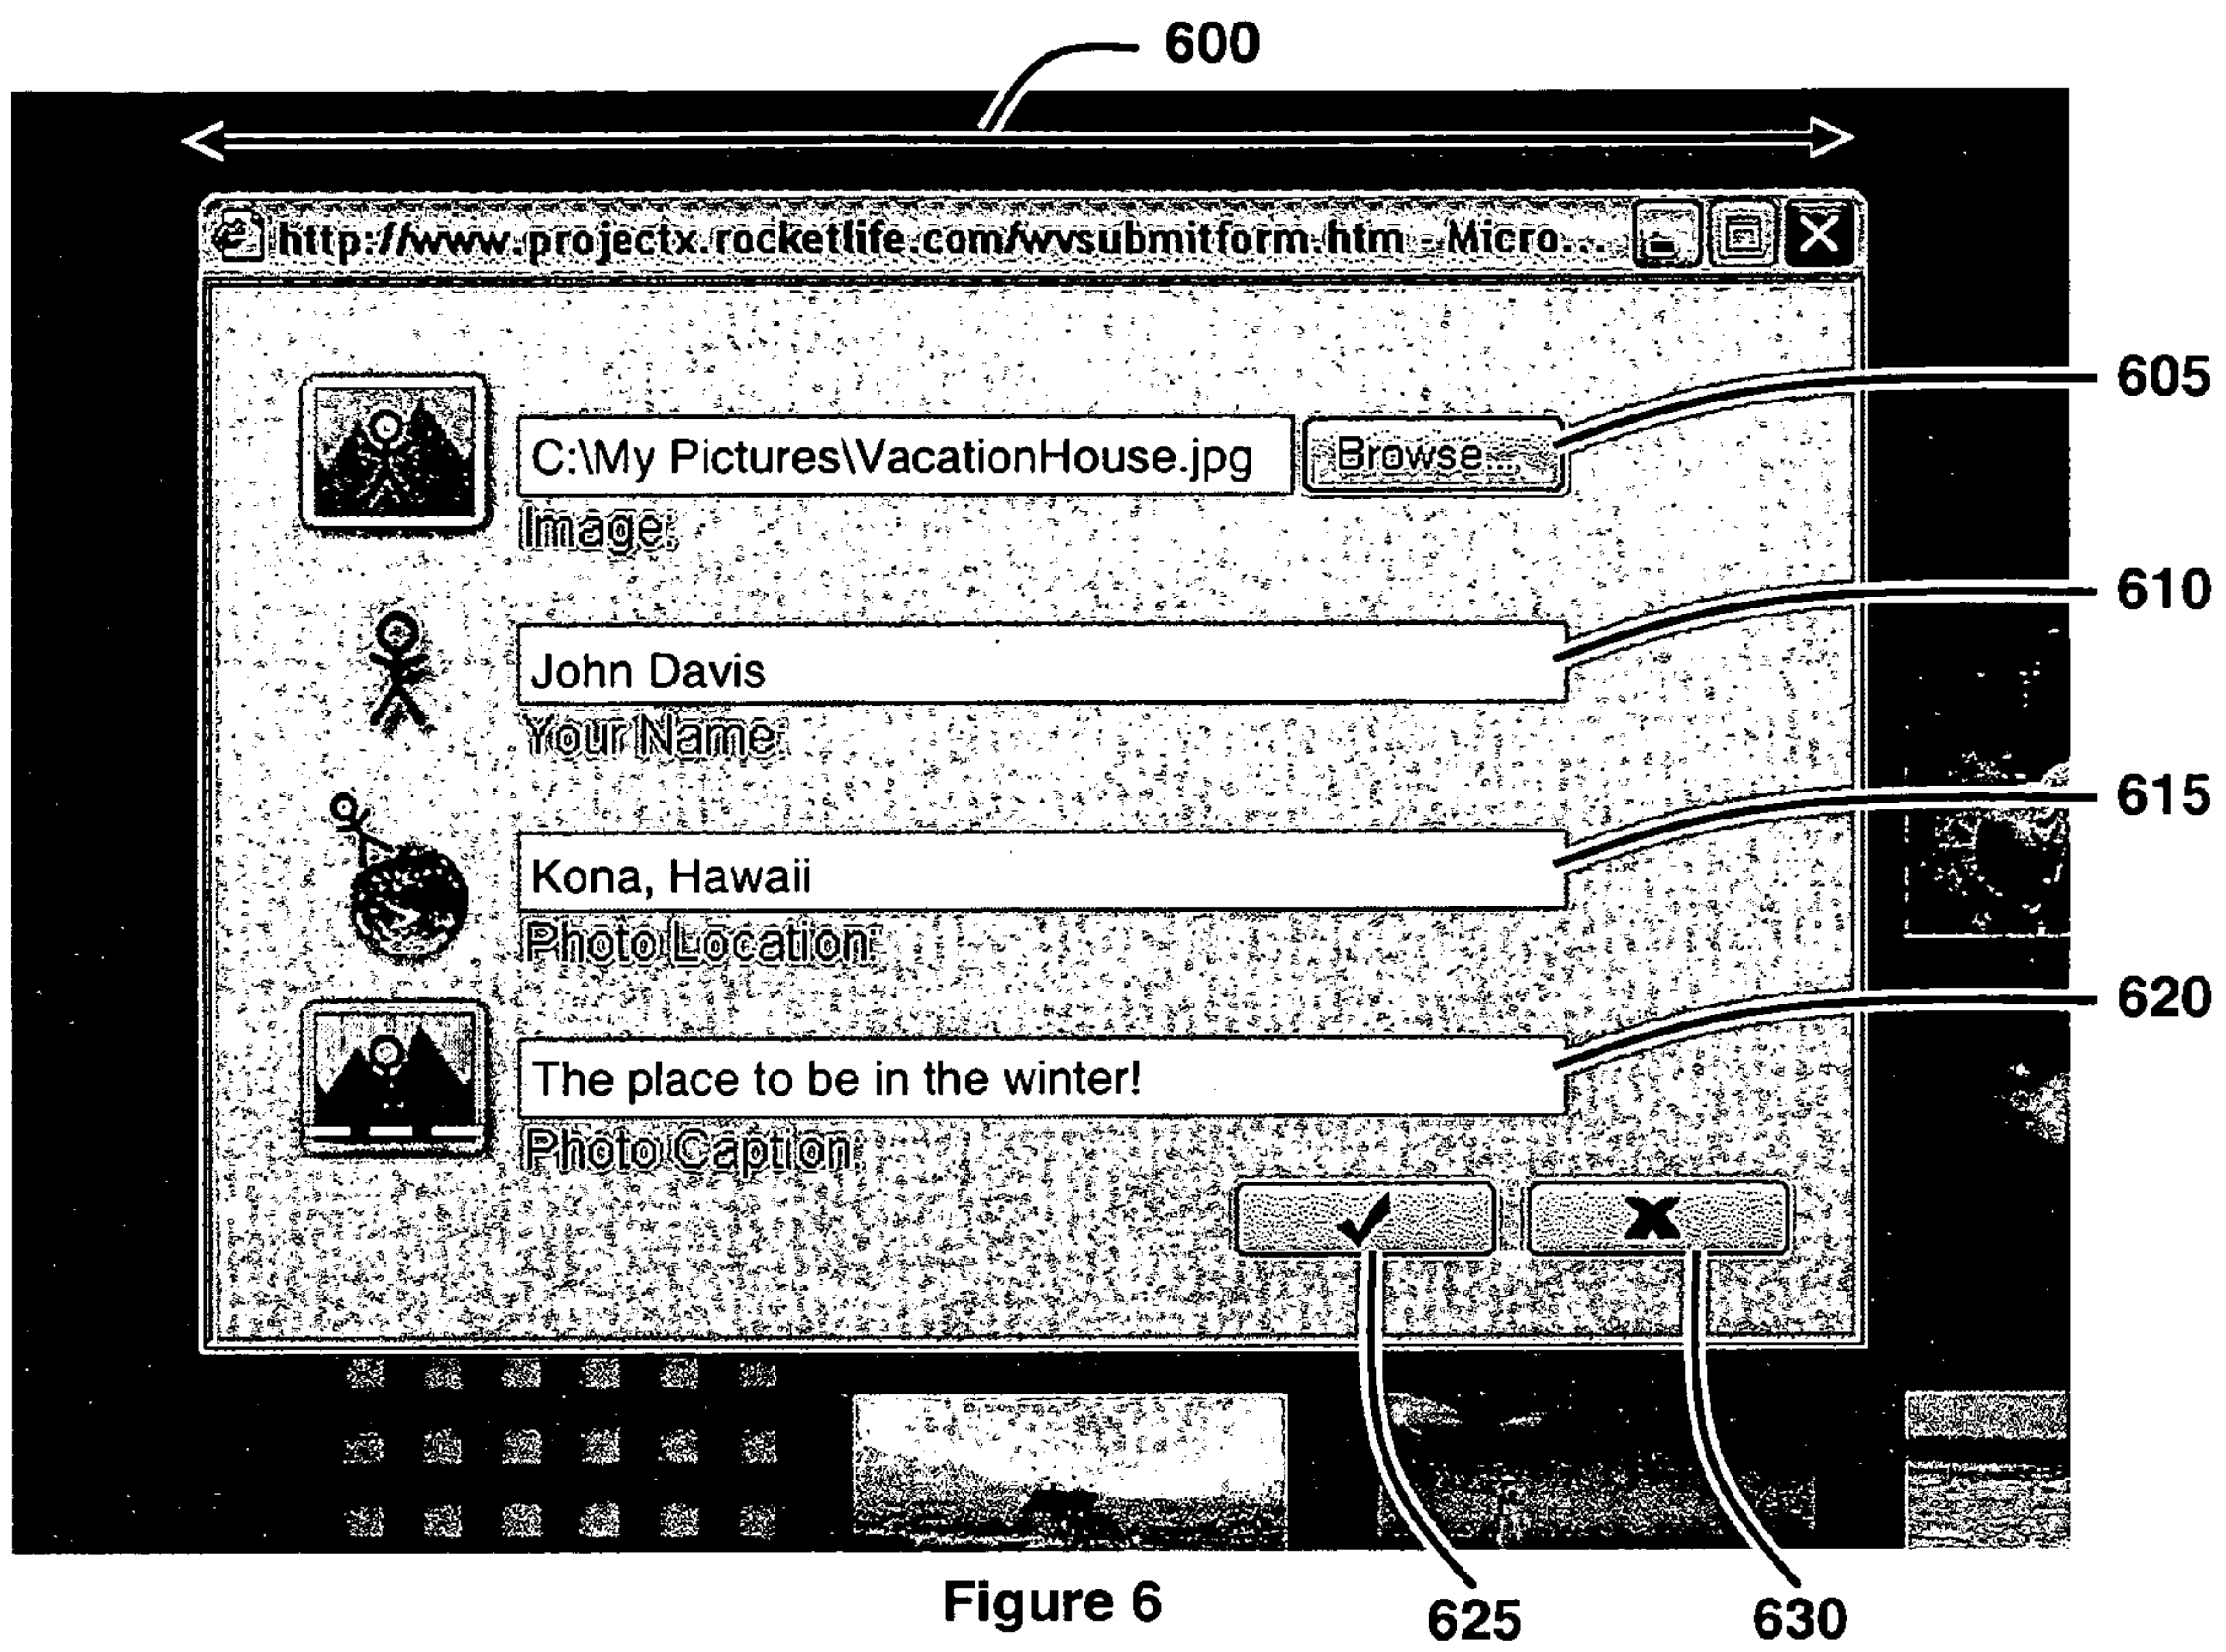 600
http://www.projectx.rocketlife.com/wvsubmitform.htm - Micro...
605
C:\My Pictures\VacationHouse.jpg Browse...
Image:
610
John Davis
Your Name:
615
Kona, Hawaii
Photo Location:
620
The place to be in the winter!
Photo Caption:
Figure 6
625
630